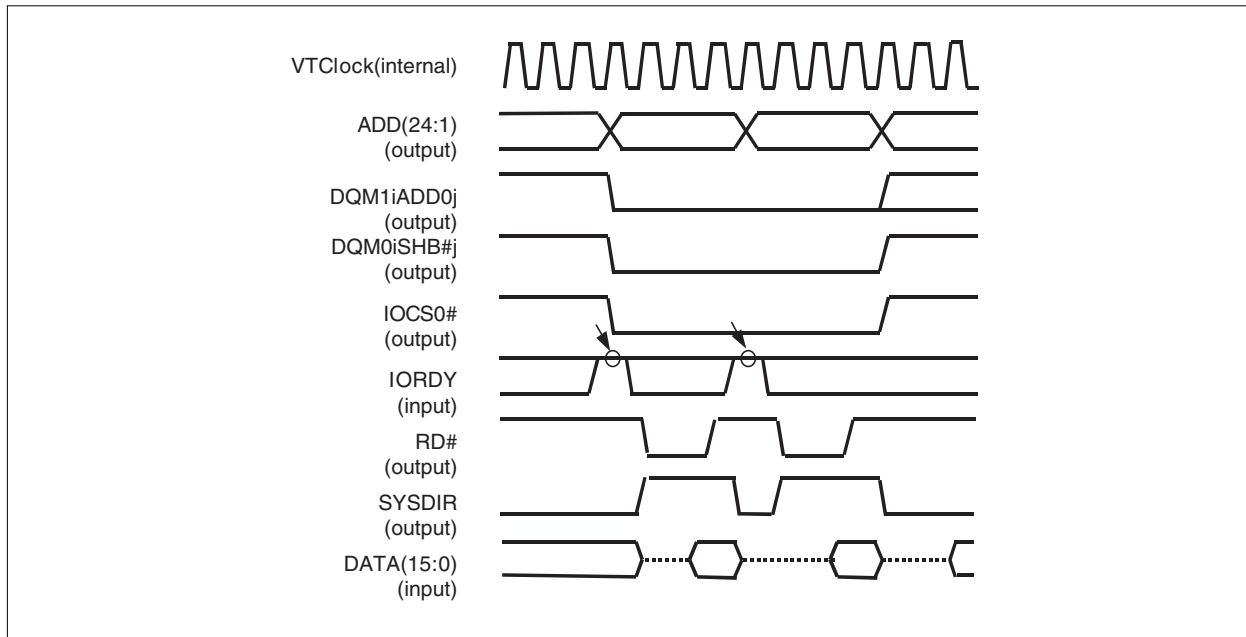 VTClock(internal)
ADD(24:1)
(output)
DQM1iADD0j
(output)
DQM0iSHB#j
(output)
IOCS0#
(output)
IORDY
(input)
RD#
(output)
SYSDIR
(output)
DATA(15:0)
(input)